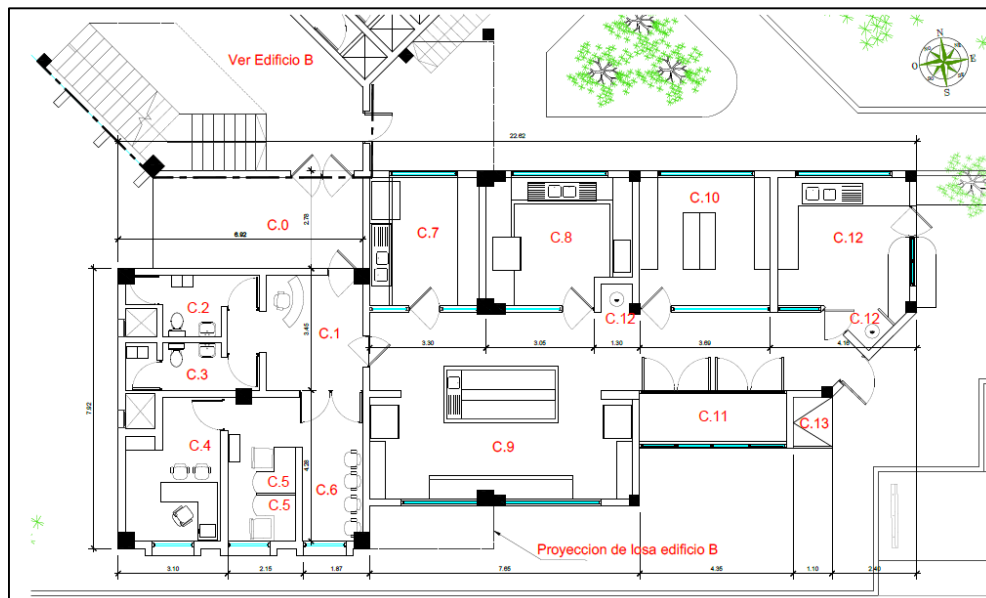 Ver Edificio B
N
O
E
S
22.62
C.10
C.7
C.8
C.12
C.0
2.78
6.92
C.2
C.1
3.45
C.12
C.12
3.30
3.05
1.30
3.69
4.16
C.3
7.92
C.11
C.13
C.4
C.9
C.5
4.26
C.6
C.5
Proyeccion de losa edificio B
3.10
2.15
1.87
7.65
4.35
1.10
2.40